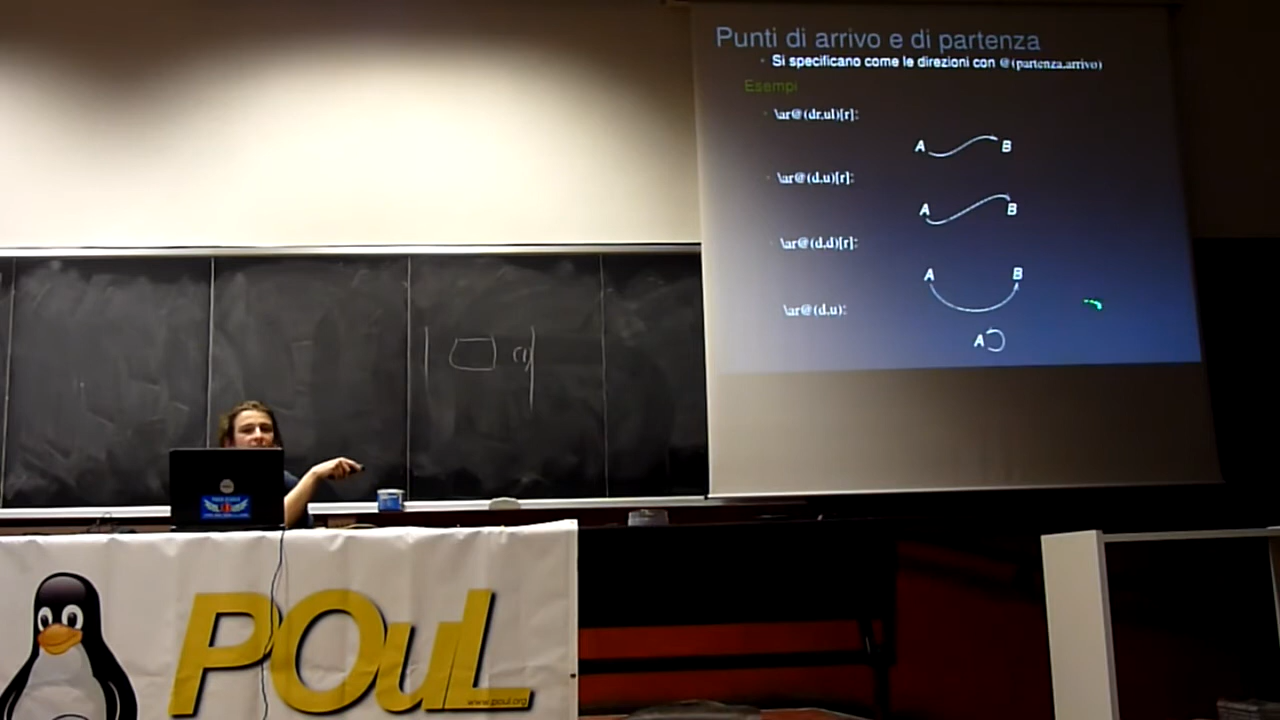 Punti di arrivo e di partenza
Si specificano come le direzioni con @(partenza,arrivo)
Esempi
\ar@(dr,ul)[r]:
A B
\ar@(d,u)[r]:
A B
\ar@(d,d)[r]:
A B
\ar@(d,u):
A
POuL
www.poul.org